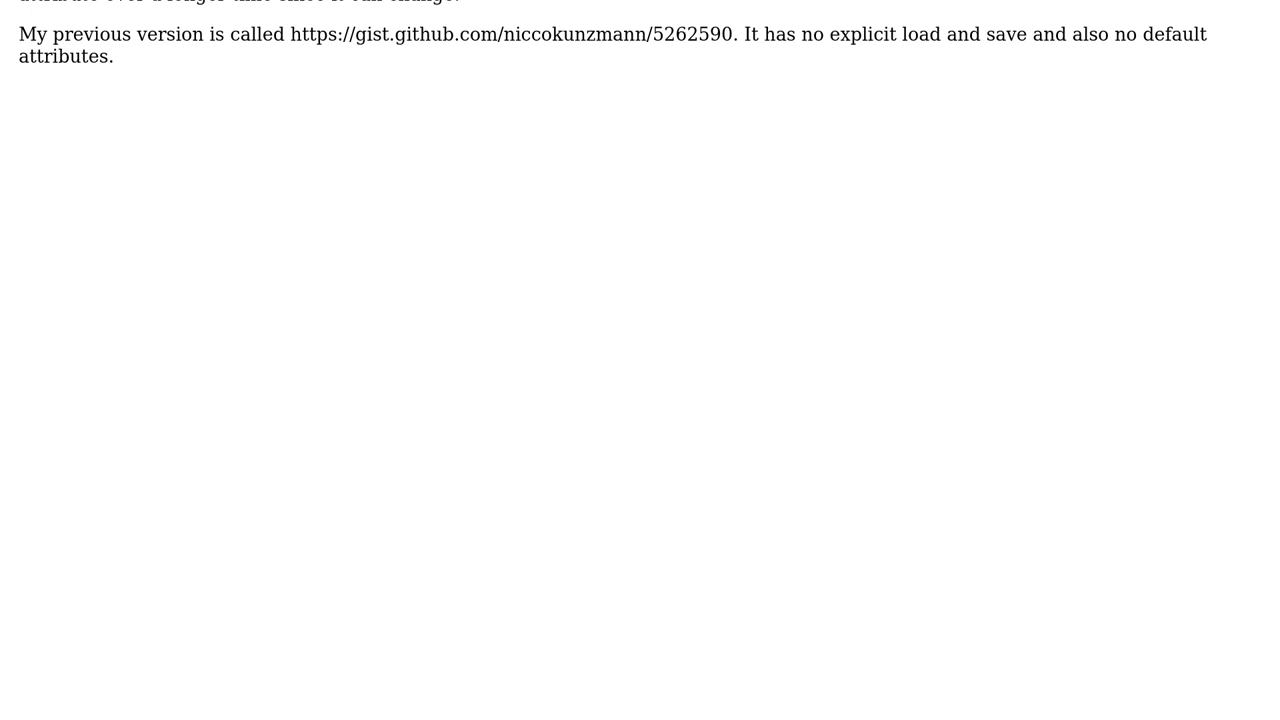 My previous version is called https://gist.github.com/niccokunzmann/5262590. It has no explicit load and save and also no default
attributes.